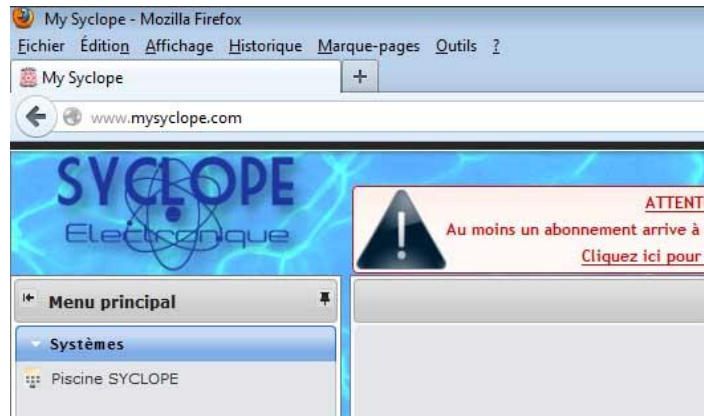 My Syclope - Mozilla Firefox
Fichier Édition Affichage Historique Marque-pages Outils ?
My Syclope +
www.mysyclope.com
SYCLOPE
Electronique
ATTENT
Au moins un abonnement arrive à
Cliquez ici pour
Menu principal
Systèmes
Piscine SYCLOPE